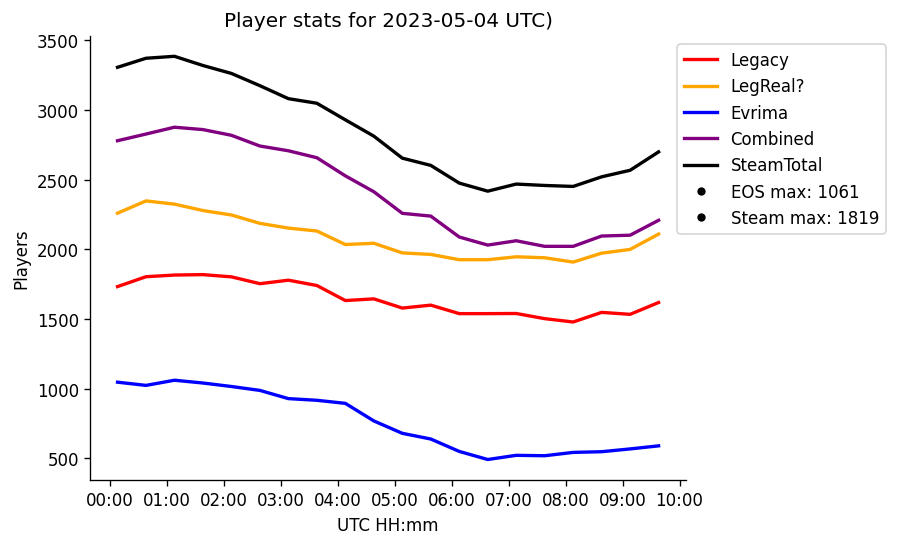 Player stats for 2023-05-04 UTC)
3500
3000
2500
2000
1500
1000
500
Players
00:00 01:00 02:00 03:00 04:00 05:00 06:00 07:00 08:00 09:00 10:00
UTC HH:mm
Legacy
LegReal?
Evrima
Combined
SteamTotal
EOS max: 1061
Steam max: 1819